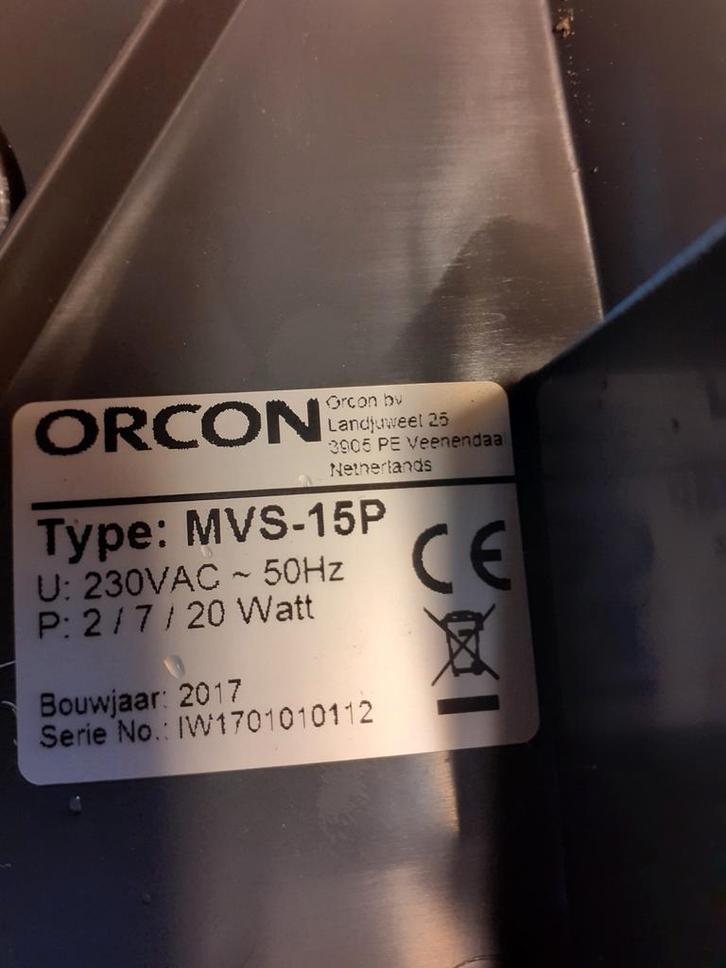 ORCON
Orcon bv
Landjuweel 25
3905 PE Veenendaa
Netherlands
Type: MVS-15P
U: 230VAC ~ 50Hz
P: 2 / 7 / 20 Watt
CE
Bouwjaar: 2017
Serie No.: IW1701010112